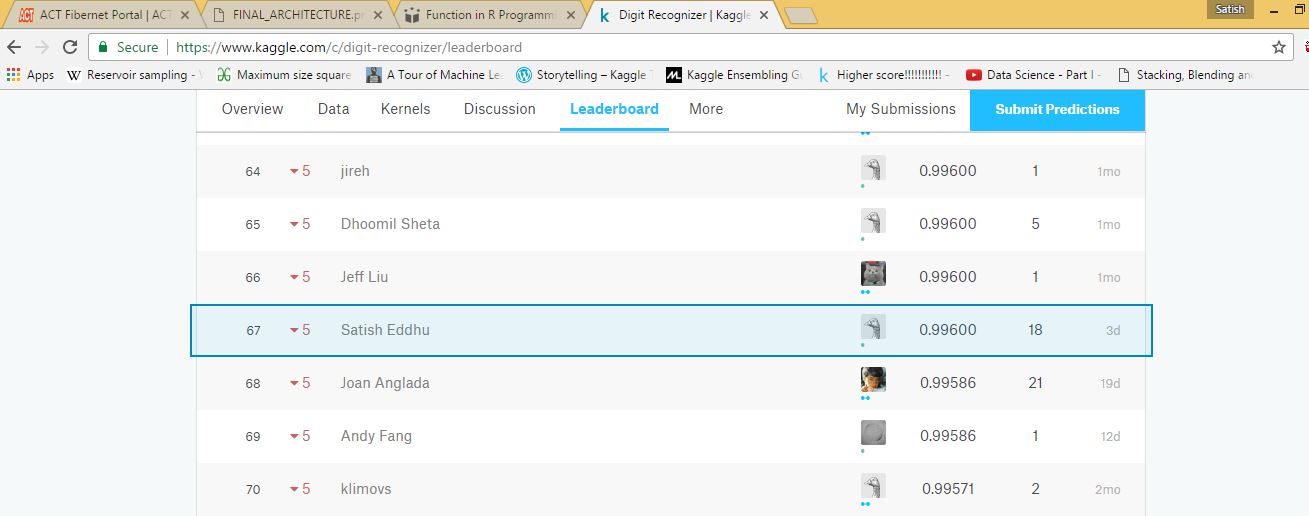 Satish
ACT Fibernet Portal | ACT FINAL_ARCHITECTURE.pn Function in R Programmi Digit Recognizer | Kaggle
Secure https://www.kaggle.com/c/digit-recognizer/leaderboard
Apps Reservoir sampling - Maximum size square A Tour of Machine Le Storytelling – Kaggle Kaggle Ensembling Gu Higher score!!!!!!!!!!! - Data Science - Part I - Stacking, Blending an
Overview Data Kernels Discussion Leaderboard More My Submissions Submit Predictions
64 5 jireh 0.99600 1 1mo
65 5 Dhoomil Sheta 0.99600 5 1mo
66 5 Jeff Liu 0.99600 1 1mo
67 5 Satish Eddhu 0.99600 18 3d
68 5 Joan Anglada 0.99586 21 19d
69 5 Andy Fang 0.99586 1 12d
70 5 klimovs 0.99571 2 2mo